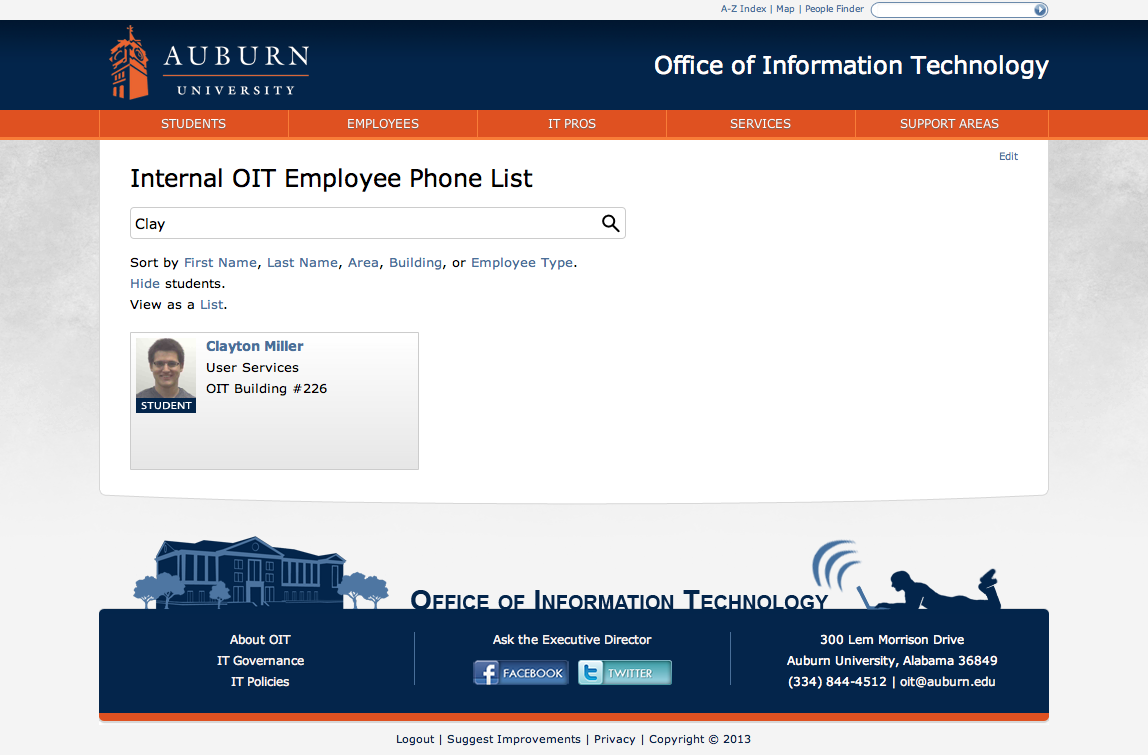 A-Z Index | Map | People Finder
AUBURN
UNIVERSITY
Office of Information Technology
STUDENTS EMPLOYEES IT PROS SERVICES SUPPORT AREAS
Edit
Internal OIT Employee Phone List
Clay
Sort by First Name, Last Name, Area, Building, or Employee Type.
Hide students.
View as a List.
Clayton Miller
User Services
OIT Building #226
STUDENT
OFFICE OF INFORMATION TECHNOLOGY
About OIT
IT Governance
IT Policies
Ask the Executive Director
FACEBOOK TWITTER
300 Lem Morrison Drive
Auburn University, Alabama 36849
(334) 844-4512 | oit@auburn.edu
Logout | Suggest Improvements | Privacy | Copyright © 2013